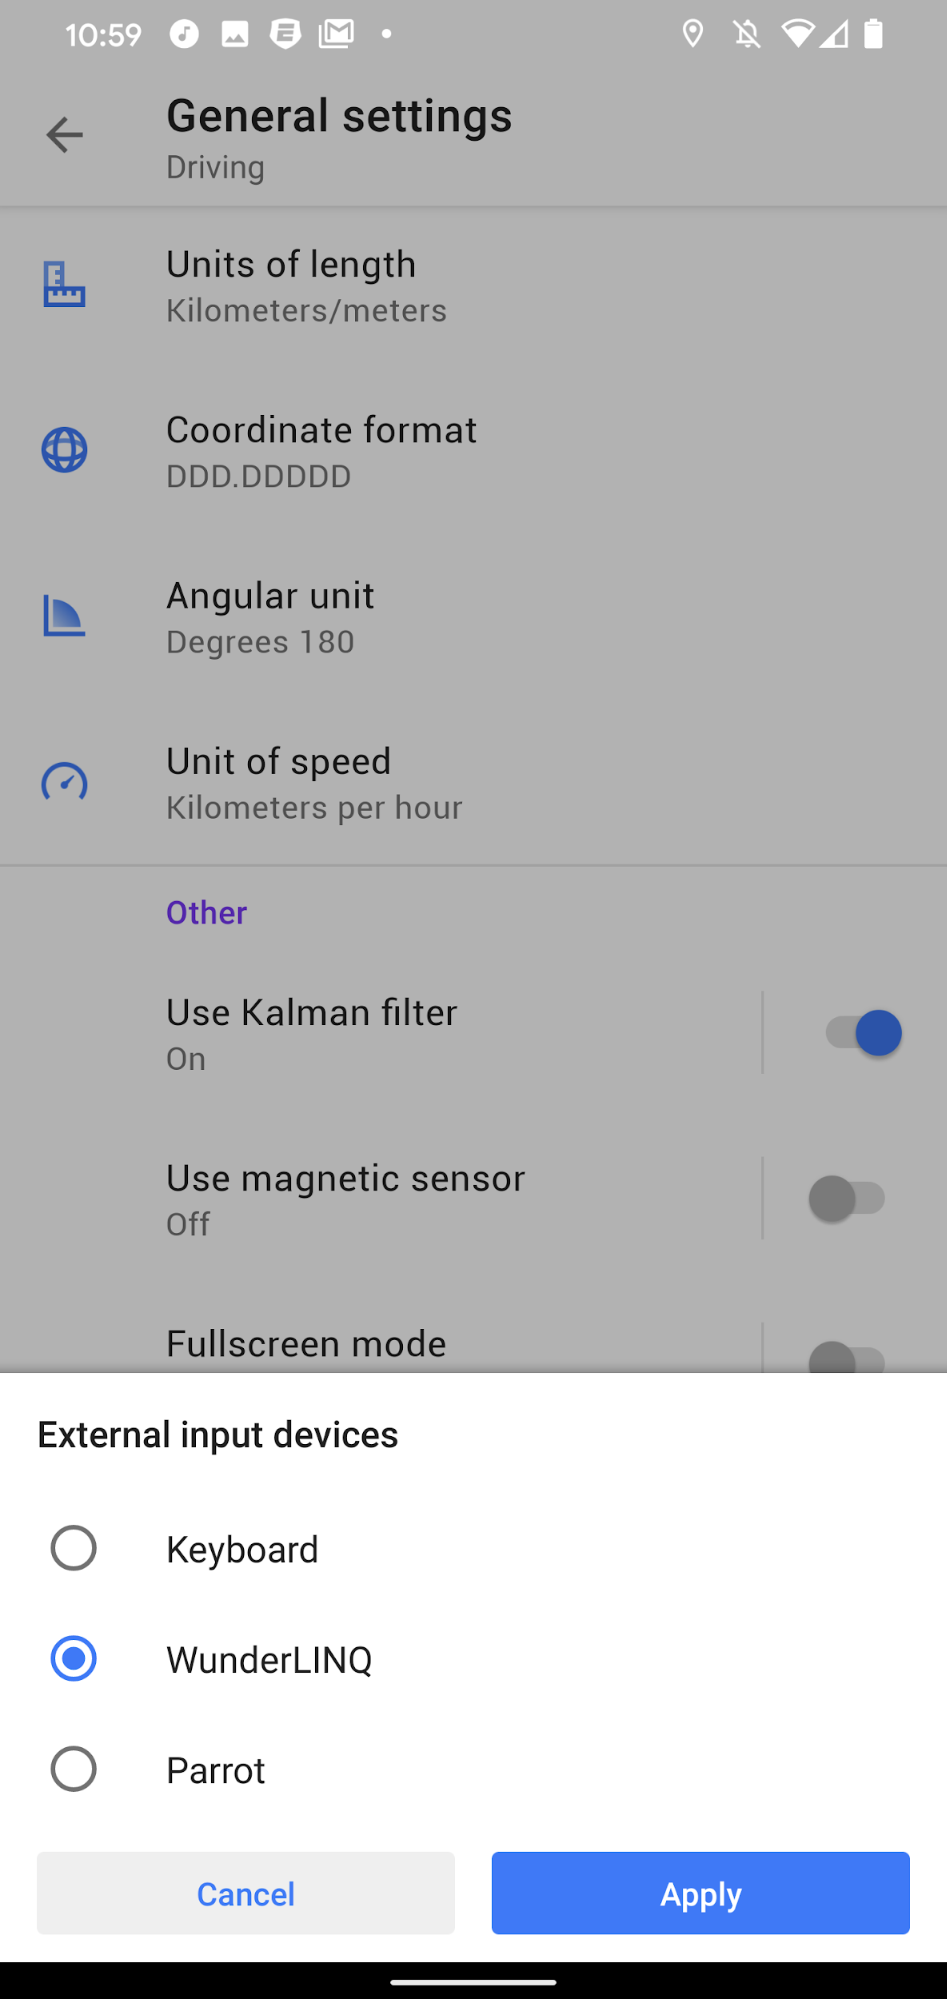 10:59
General settings
Driving
Units of length
Kilometers/meters
Coordinate format
DDD.DDDDD
Angular unit
Degrees 180
Unit of speed
Kilometers per hour
Other
Use Kalman filter
On
Use magnetic sensor
Off
Fullscreen mode
External input devices
Keyboard
WunderLINQ
Parrot
Cancel
Apply